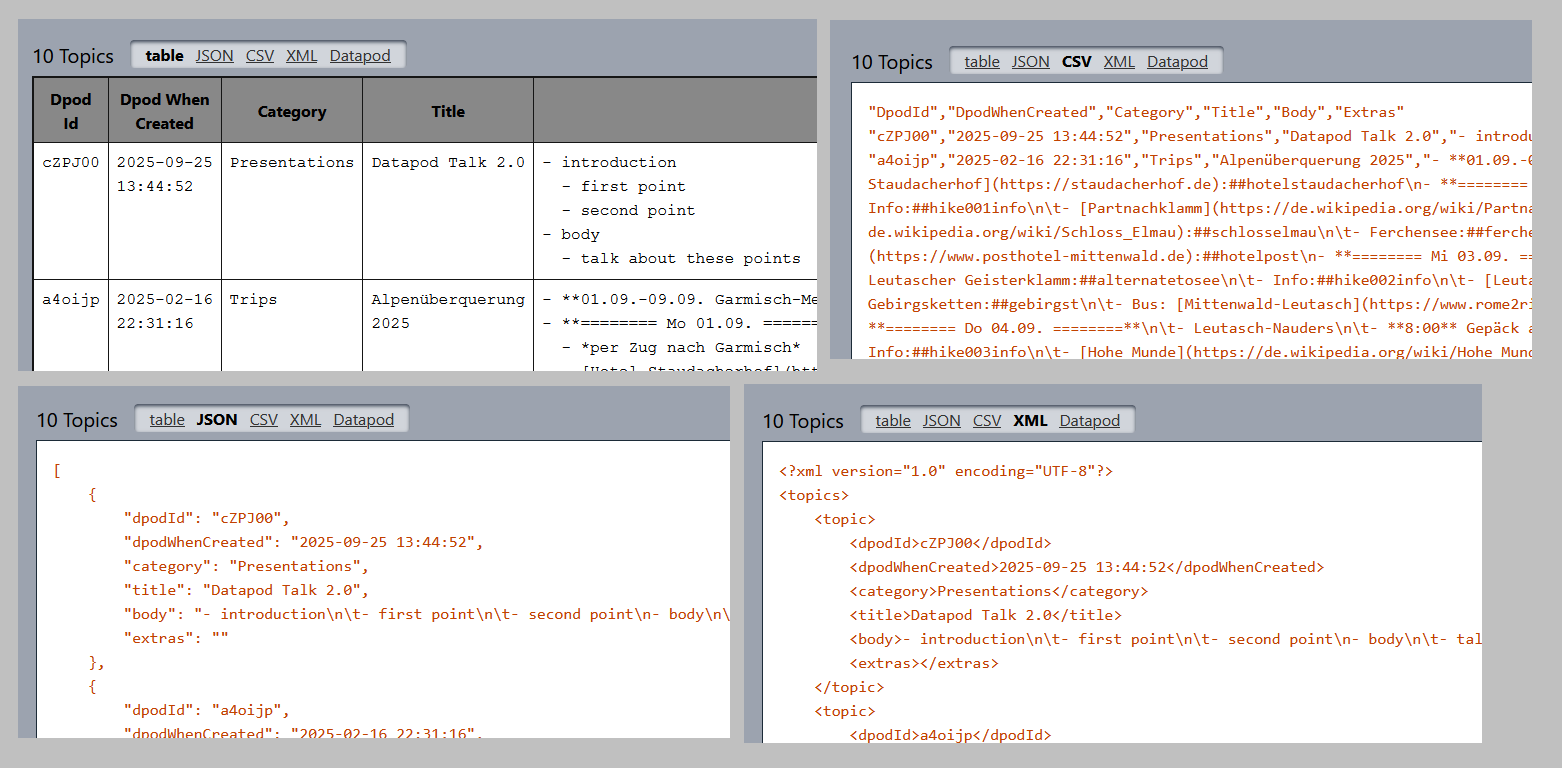 10 Topics table JSON CSV XML Datapod
Dpod Id Dpod When Created Category Title
cZPJ00 2025-09-25 13:44:52 Presentations Datapod Talk 2.0 - introduction
- first point
- second point
- body
- talk about these points
a4oijp 2025-02-16 22:31:16 Trips Alpenüberquerung 2025 - **01.09.-09.09. Garmisch-Me
- **======== Mo 01.09. ======
- *per Zug nach Garmisch*
10 Topics table JSON CSV XML Datapod
"DpodId","DpodWhenCreated","Category","Title","Body","Extras"
"cZPJ00","2025-09-25 13:44:52","Presentations","Datapod Talk 2.0","- introdu
"a4oijp","2025-02-16 22:31:16","Trips","Alpenüberquerung 2025","- **01.09.-0
Staudacherhof](https://staudacherhof.de):##hotelstaudacherhof\n- **========
Info:##hike001info\n\t- [Partnachklamm](https://de.wikipedia.org/wiki/Partna
de.wikipedia.org/wiki/Schloss_Elmau):##schlosselmau\n\t- Ferchensee:##ferche
(https://www.posthotel-mittenwald.de):##hotelpost\n- **======== Mi 03.09. ==
Leutascher Geisterklamm:##alternatetosee\n\t- Info:##hike002info\n\t- [Leuta
Gebirgsketten:##gebirgst\n\t- Bus: [Mittenwald-Leutasch](https://www.rome2ri
**======== Do 04.09. ========**\n\t- Leutasch-Nauders\n\t- **8:00** Gepäck a
Info:##hike003info\n\t- [Hohe Munde](https://de.wikipedia.org/wiki/Hohe_Mund
10 Topics table JSON CSV XML Datapod
[
{
"dpodId": "cZPJ00",
"dpodWhenCreated": "2025-09-25 13:44:52",
"category": "Presentations",
"title": "Datapod Talk 2.0",
"body": "- introduction\n\t- first point\n\t- second point\n- body\n\
"extras": ""
},
{
"dpodId": "a4oijp",
"dpodWhenCreated": "2025-02-16 22:31:16",
10 Topics table JSON CSV XML Datapod
<?xml version="1.0" encoding="UTF-8"?>
<topics>
<topic>
<dpodId>cZPJ00</dpodId>
<dpodWhenCreated>2025-09-25 13:44:52</dpodWhenCreated>
<category>Presentations</category>
<title>Datapod Talk 2.0</title>
<body>- introduction\n\t- first point\n\t- second point\n- body\n\t- tal
<extras></extras>
</topic>
<topic>
<dpodId>a4oijp</dpodId>